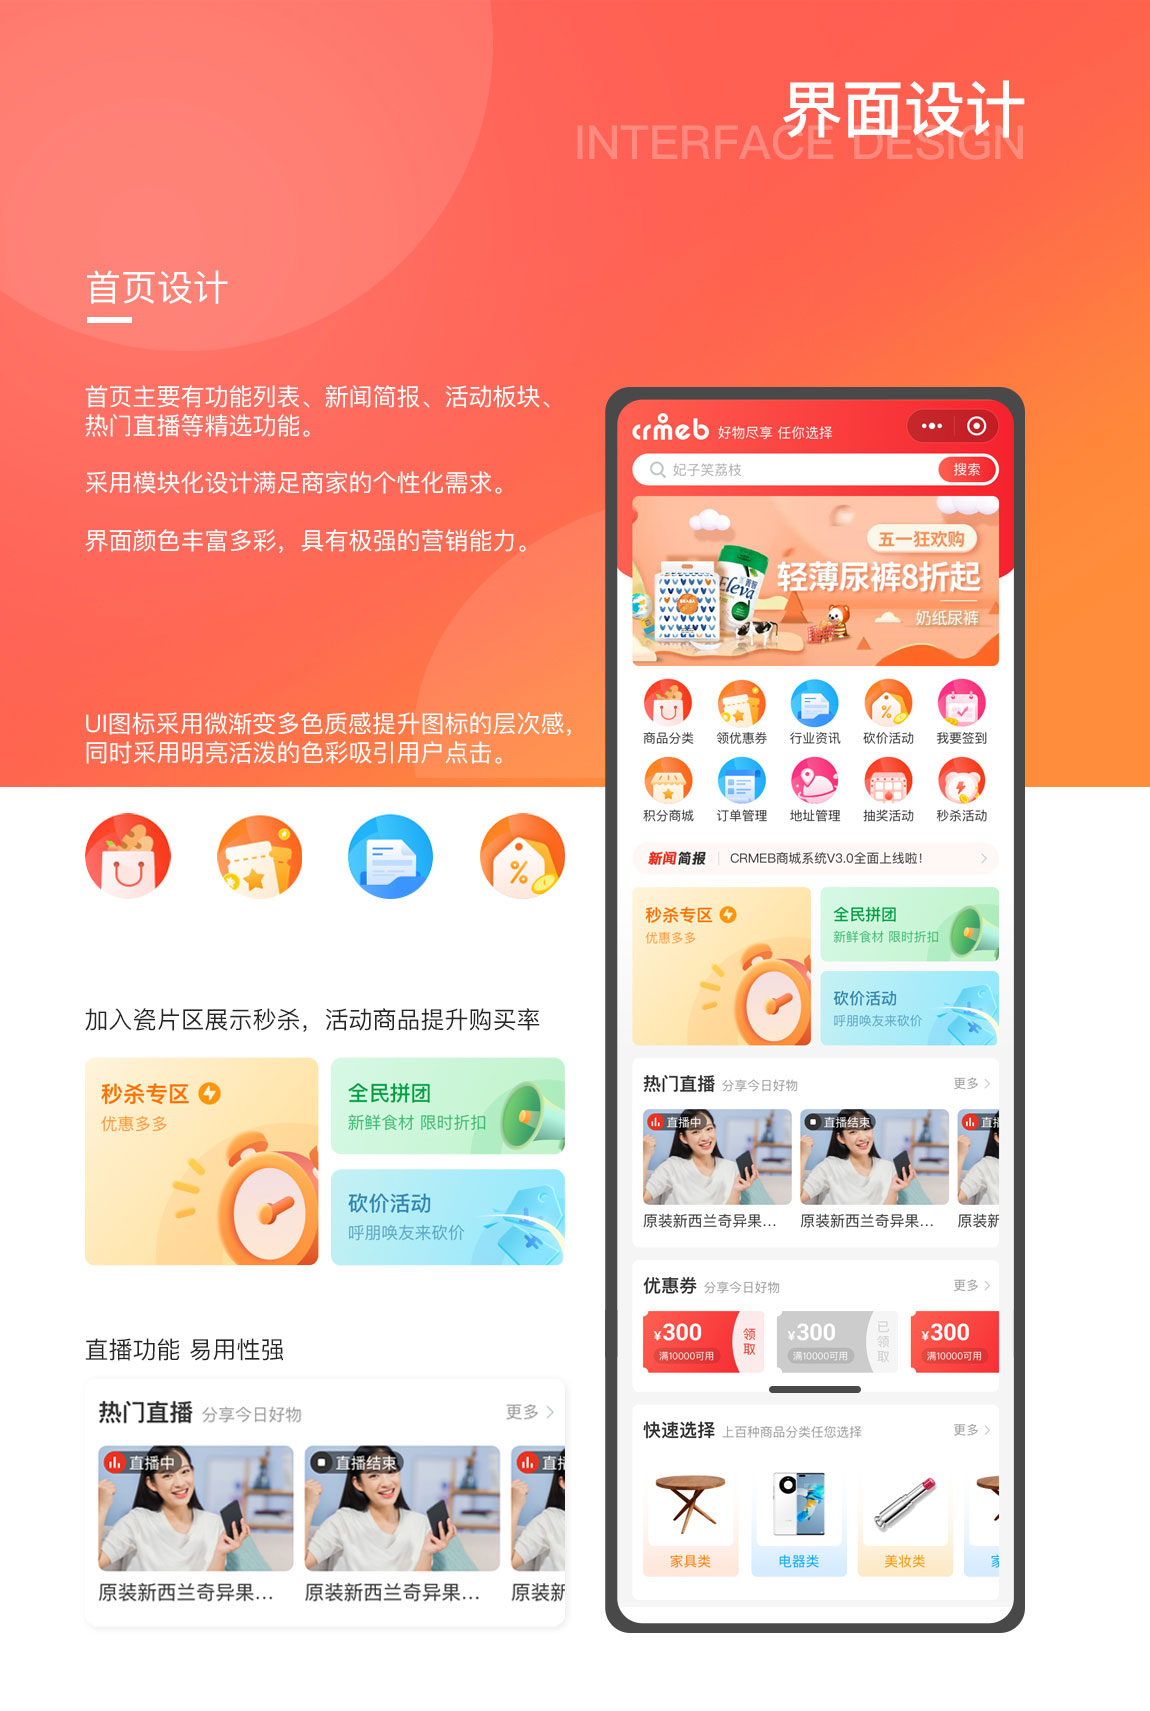 界面设计
INTERFACE DESIGN
首页设计
首页主要有功能列表、新闻简报、活动板块、
热门直播等精选功能。
采用模块化设计满足商家的个性化需求。
界面颜色丰富多彩，具有极强的营销能力。
UI图标采用微渐变多色质感提升图标的层次感，
同时采用明亮活泼的色彩吸引用户点击。
加入瓷片区展示秒杀，活动商品提升购买率
秒杀专区
优惠多多
全民拼团
新鲜食材 限时折扣
砍价活动
呼朋唤友来砍价
直播功能 易用性强
热门直播 分享今日好物 更多
直播中 直播结束 直播
原装新西兰奇异果... 原装新西兰奇异果... 原装新
crmeb 好物尽享 任你选择
妃子笑荔枝 搜索
五一狂欢购
轻薄尿裤8折起
奶纸尿裤
Eleva
商品分类 领优惠券 行业资讯 砍价活动 我要签到
积分商城 订单管理 地址管理 抽奖活动 秒杀活动
新闻简报 CRMEB商城系统V3.0全面上线啦！
秒杀专区
优惠多多
全民拼团
新鲜食材 限时折扣
砍价活动
呼朋唤友来砍价
热门直播 分享今日好物 更多
直播中 直播结束 直播
原装新西兰奇异果... 原装新西兰奇异果... 原装新
优惠券 分享今日好物 更多
¥300 领取 ¥300 已领取 ¥300
满10000可用 满10000可用 满10000可用
快速选择 上百种商品分类任您选择 更多
家具类 电器类 美妆类 家